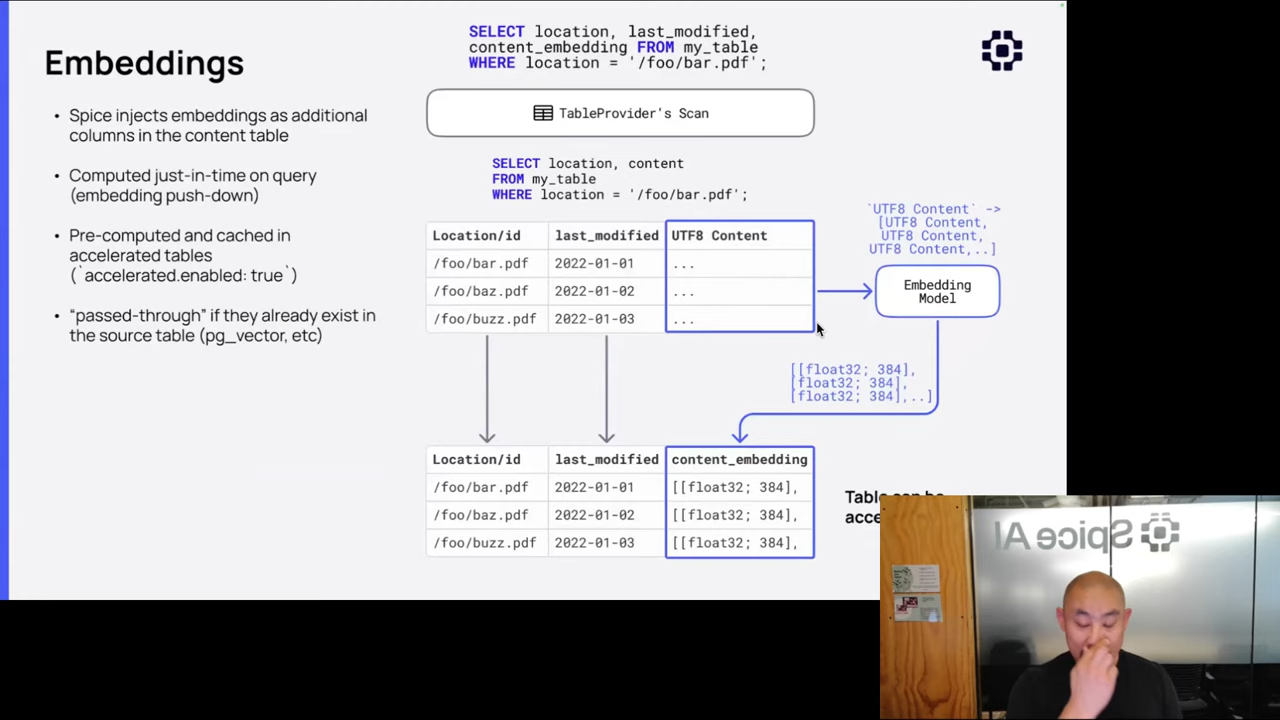 Embeddings
• Spice injects embeddings as additional
columns in the content table
• Computed just-in-time on query
(embedding push-down)
• Pre-computed and cached in
accelerated tables
(`accelerated.enabled: true`)
• “passed-through” if they already exist in
the source table (pg_vector, etc)
SELECT location, last_modified,
content_embedding FROM my_table
WHERE location = '/foo/bar.pdf';
TableProvider's Scan
SELECT location, content
FROM my_table
WHERE location = '/foo/bar.pdf';
Location/id last_modified UTF8 Content
/foo/bar.pdf 2022-01-01 ...
/foo/baz.pdf 2022-01-02 ...
/foo/buzz.pdf 2022-01-03 ...
`UTF8 Content` ->
[UTF8 Content,
UTF8 Content,
UTF8 Content,..]
Embedding
Model
[[float32; 384],
[float32; 384],
[float32; 384],..]
Location/id last_modified content_embedding
/foo/bar.pdf 2022-01-01 [[float32; 384],
/foo/baz.pdf 2022-01-02 [[float32; 384],
/foo/buzz.pdf 2022-01-03 [[float32; 384],
Table can be
Spice AI